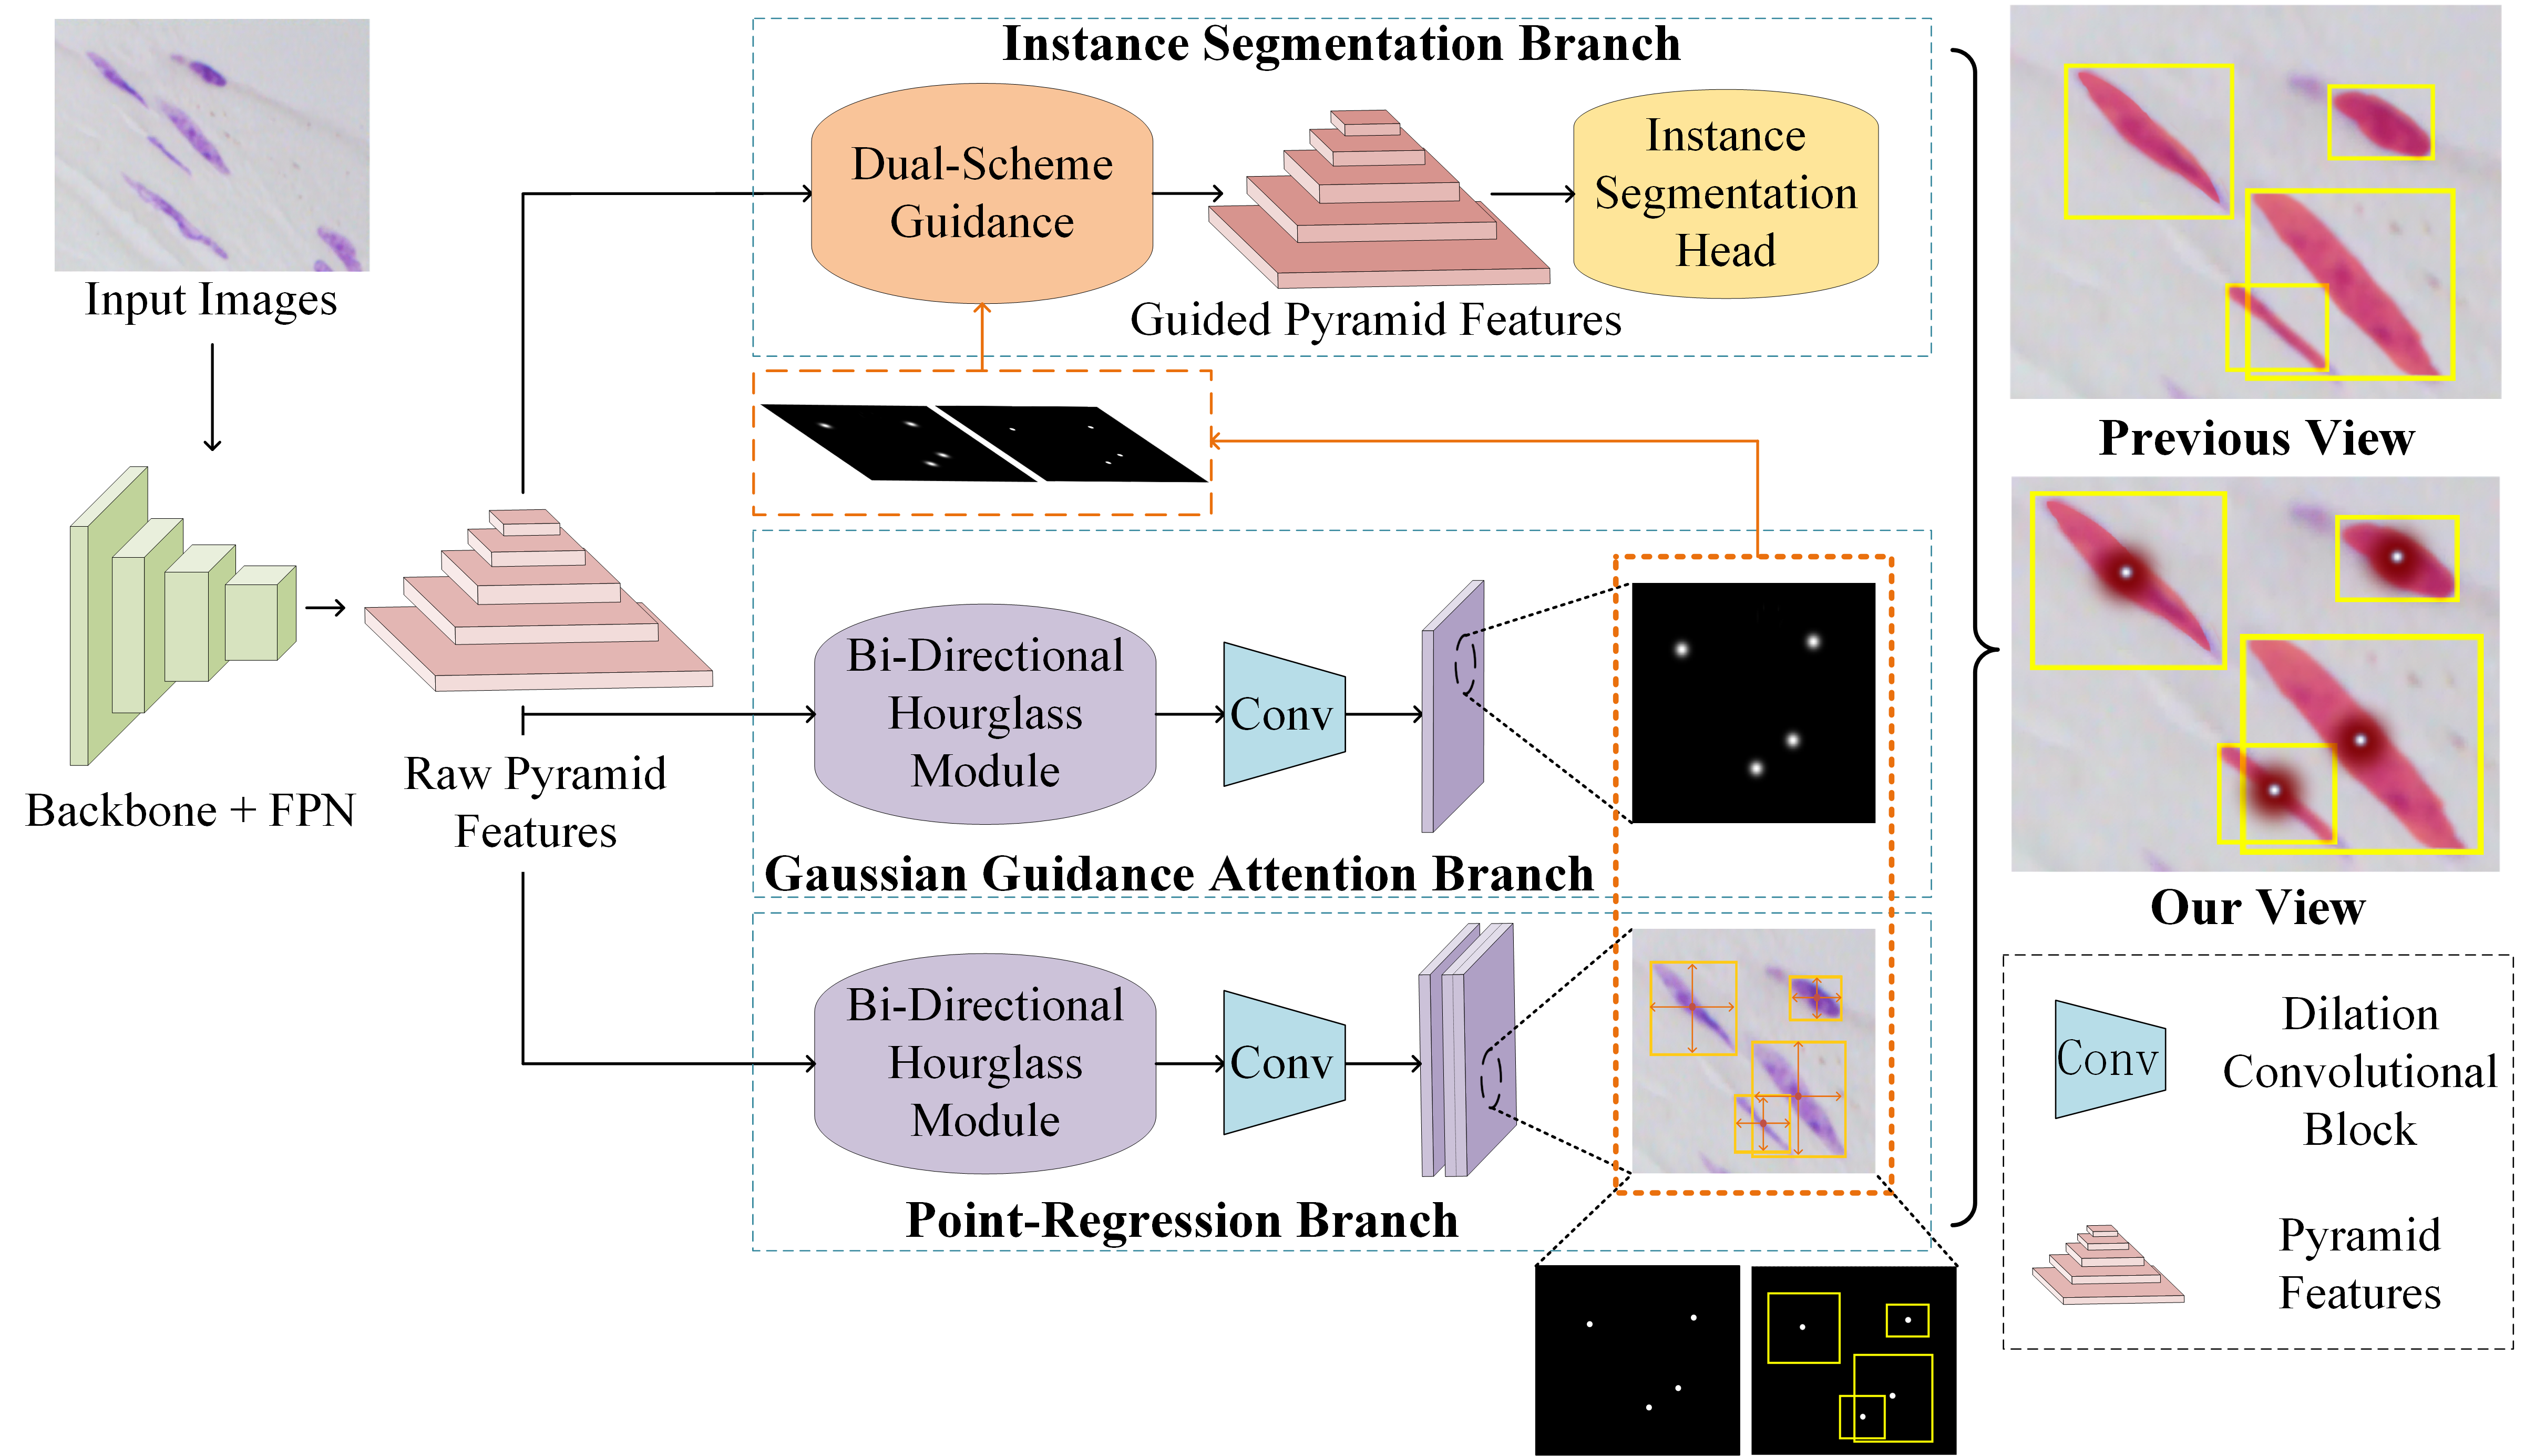 Input Images
Backbone + FPN
Raw Pyramid
Features
Instance Segmentation Branch
Dual-Scheme
Guidance
Guided Pyramid Features
Instance
Segmentation
Head
Bi-Directional
Hourglass
Module
Conv
Gaussian Guidance Attention Branch
Bi-Directional
Hourglass
Module
Conv
Point-Regression Branch
Previous View
Our View
Conv
Dilation
Convolutional
Block
Pyramid
Features